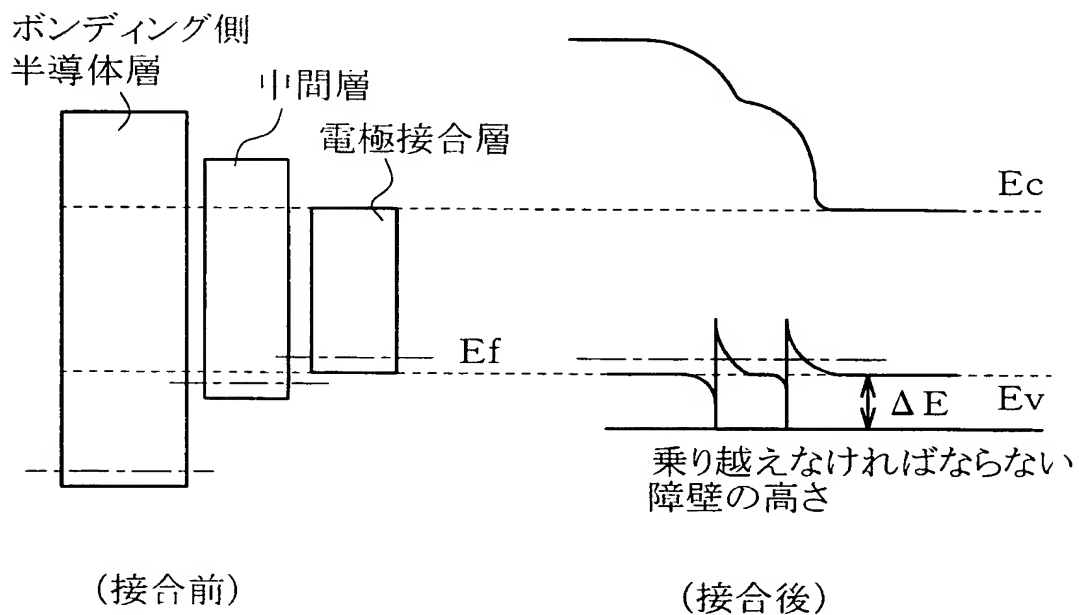 ボンディング側
半導体層
中間層
電極接合層
Ec
Ef
ΔE
Ev
乗り越えなければならない
障壁の高さ
(接合前)
(接合後)